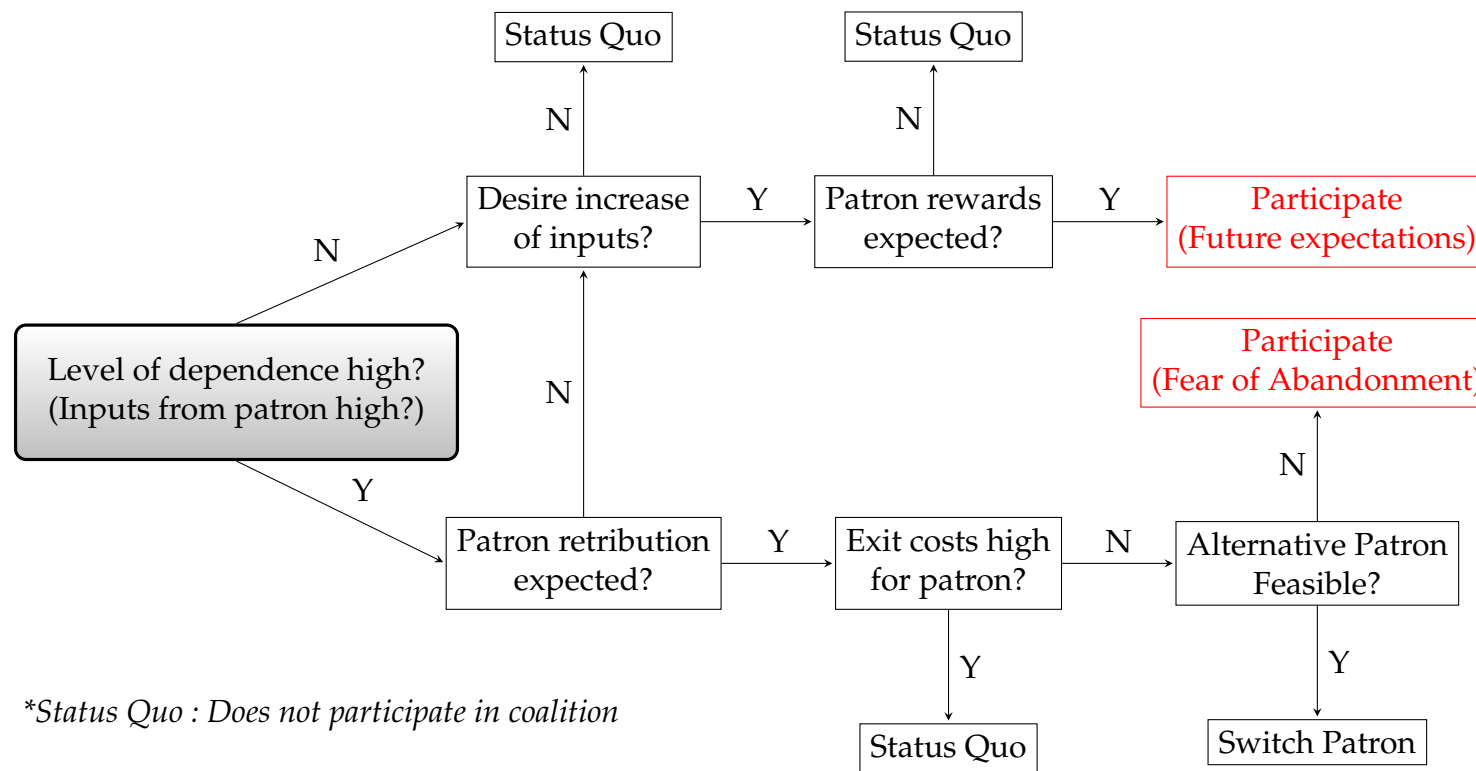 Status Quo
Status Quo
N
N
Desire increase
of inputs?
Y
Patron rewards
expected?
Y
Participate
(Future expectations)
N
Level of dependence high?
(Inputs from patron high?)
N
Participate
(Fear of Abandonment)
Y
N
Patron retribution
expected?
Y
Exit costs high
for patron?
N
Alternative Patron
Feasible?
Y
Y
*Status Quo : Does not participate in coalition
Status Quo
Switch Patron